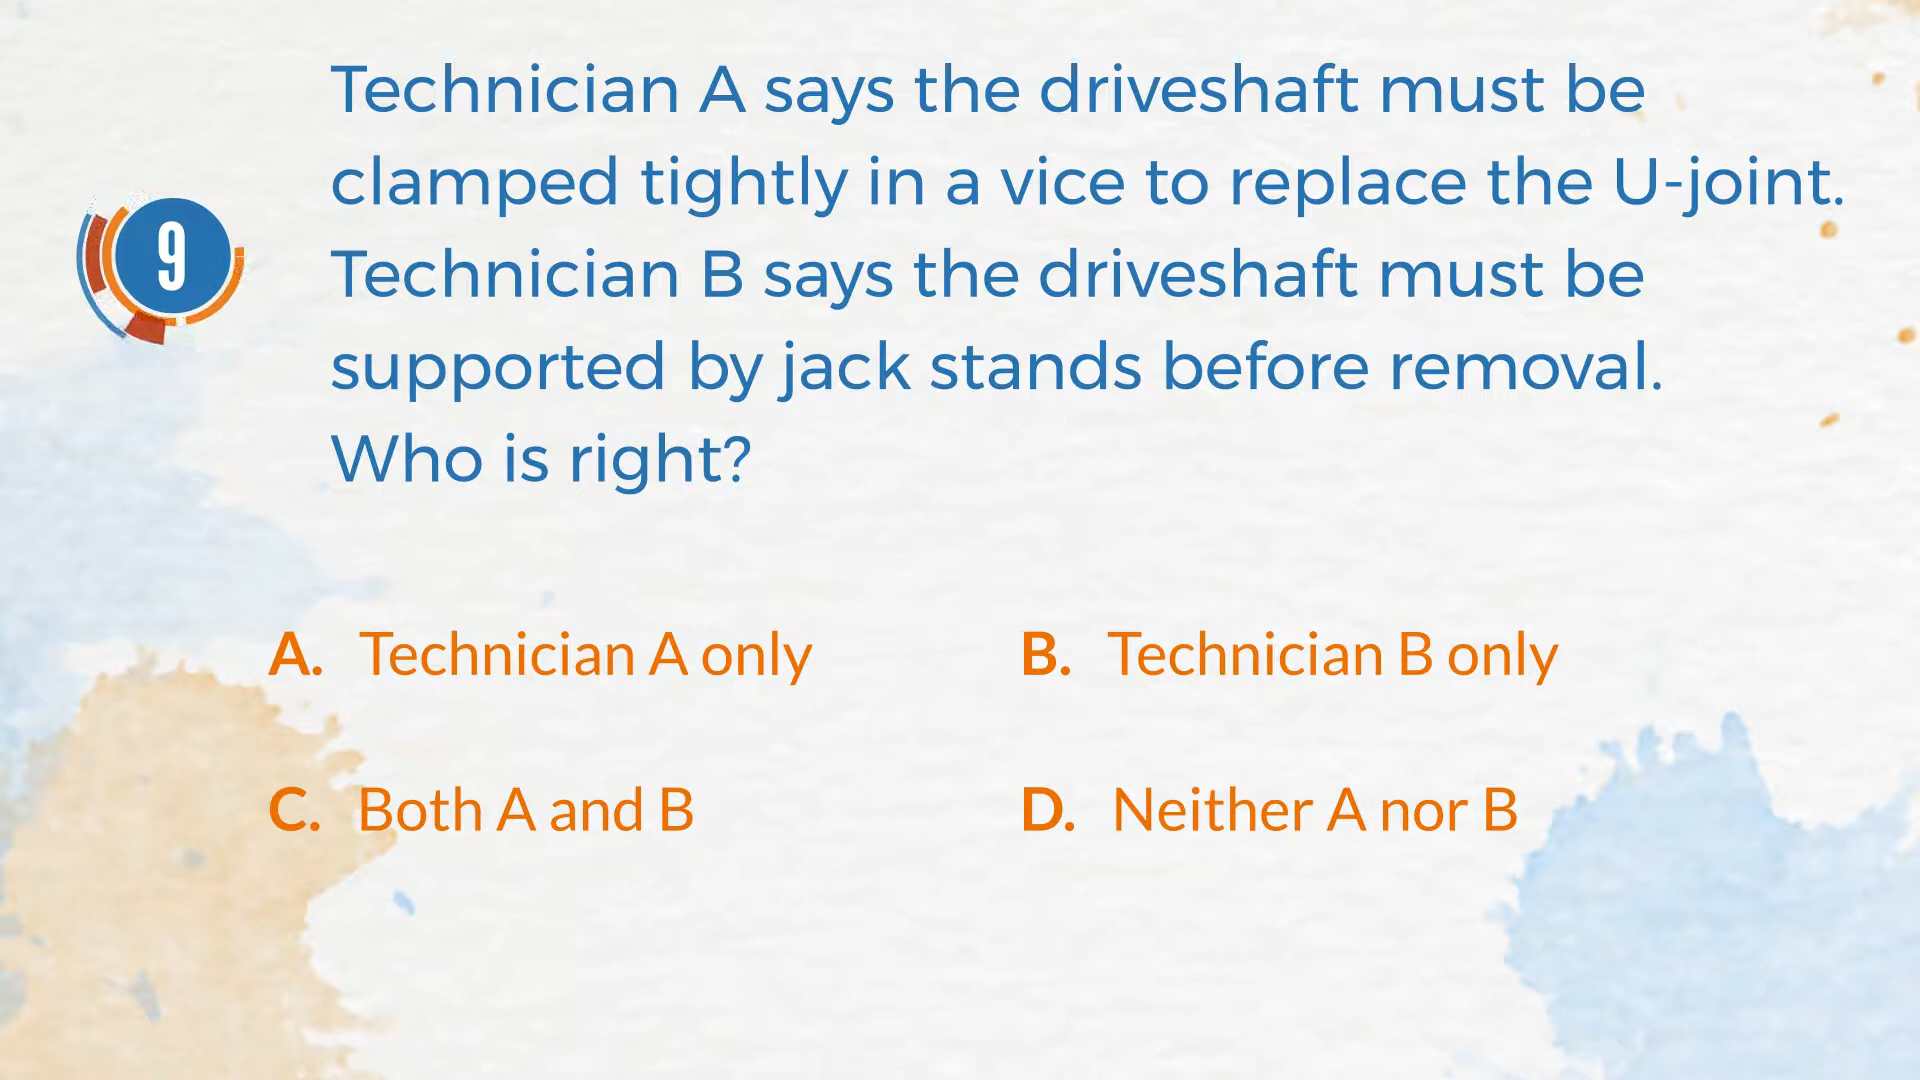 9
Technician A says the driveshaft must be
clamped tightly in a vice to replace the U-joint.
Technician B says the driveshaft must be
supported by jack stands before removal.
Who is right?
A. Technician A only
B. Technician B only
C. Both A and B
D. Neither A nor B